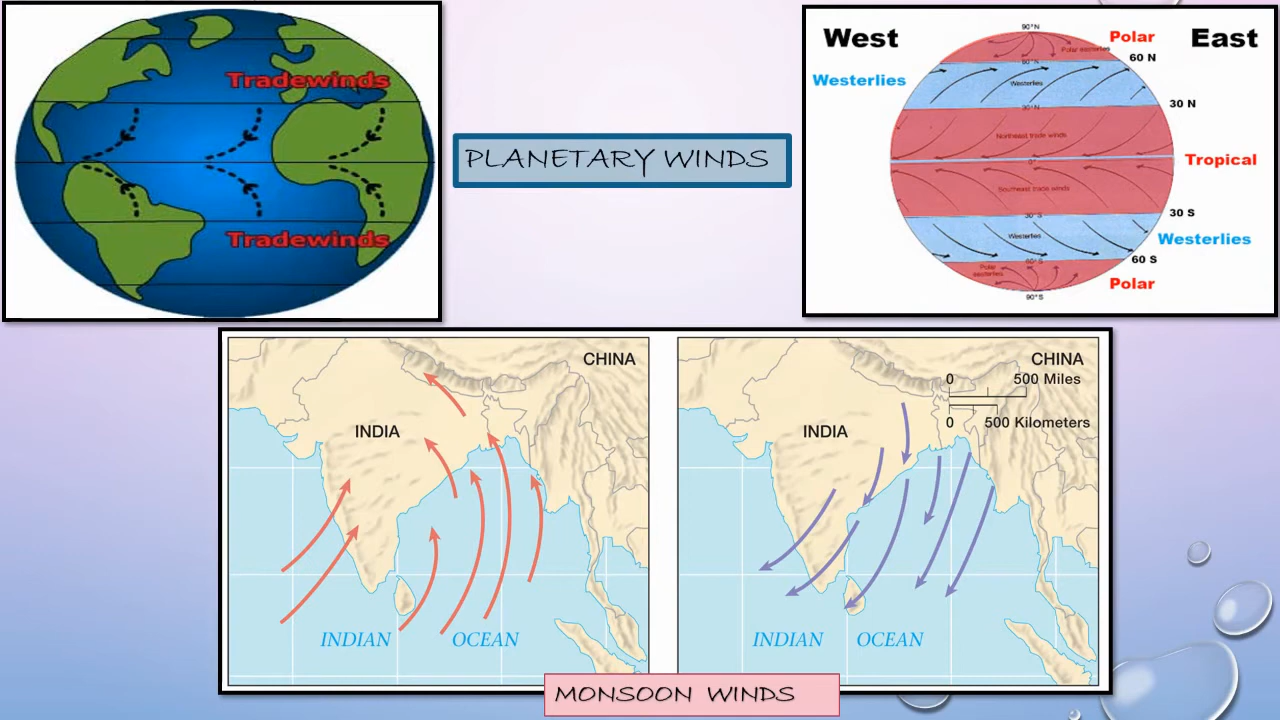 Tradewinds
Tradewinds
PLANETARY WINDS
West
East
Westerlies
Polar
60 N
30 N
Tropical
30 S
Westerlies
60 S
Polar
90°N
Polar easterlies
60°N
Westerlies
30°N
Northeast trade winds
0°
Southeast trade winds
30°S
Westerlies
60°S
Polar
easterlies
90°S
CHINA
INDIA
INDIAN OCEAN
CHINA
0 500 Miles
0 500 Kilometers
INDIA
INDIAN OCEAN
MONSOON WINDS